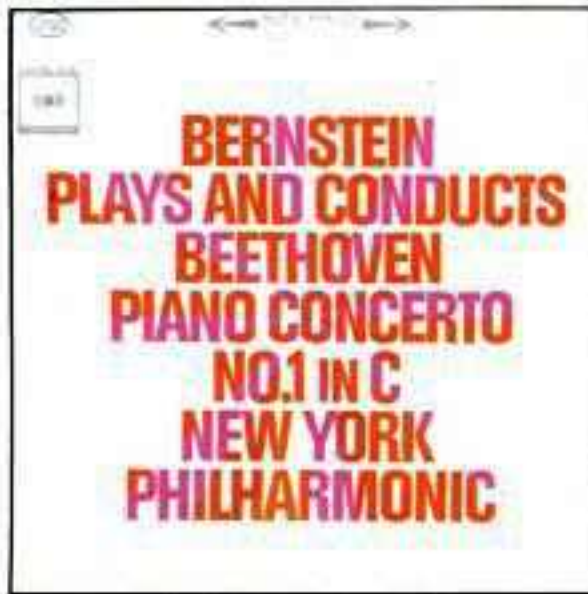 BERNSTEIN
PLAYS AND CONDUCTS
BEETHOVEN
PIANO CONCERTO
NO.1 IN C
NEW YORK
PHILHARMONIC